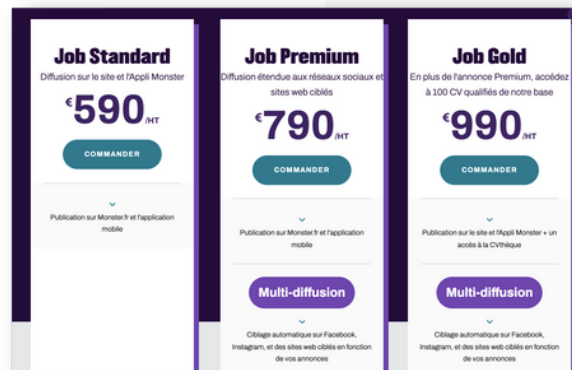 Job Standard
Diffusion sur le site et l'Appli Monster
€590/HT
COMMANDER
Publication sur Monster.fr et l'application
mobile
Job Premium
Diffusion étendue aux réseaux sociaux et
sites web ciblés
€790/HT
COMMANDER
Publication sur Monster.fr et l'application
mobile
Multi-diffusion
Ciblage automatique sur Facebook,
Instagram, et des sites web ciblés en fonction
de vos annonces
Job Gold
En plus de l'annonce Premium, accédez
à 100 CV qualifiés de notre base
€990/HT
COMMANDER
Publication sur le site et l'Appli Monster + un
accès à la CVthèque
Multi-diffusion
Ciblage automatique sur Facebook,
Instagram, et des sites web ciblés en fonction
de vos annonces